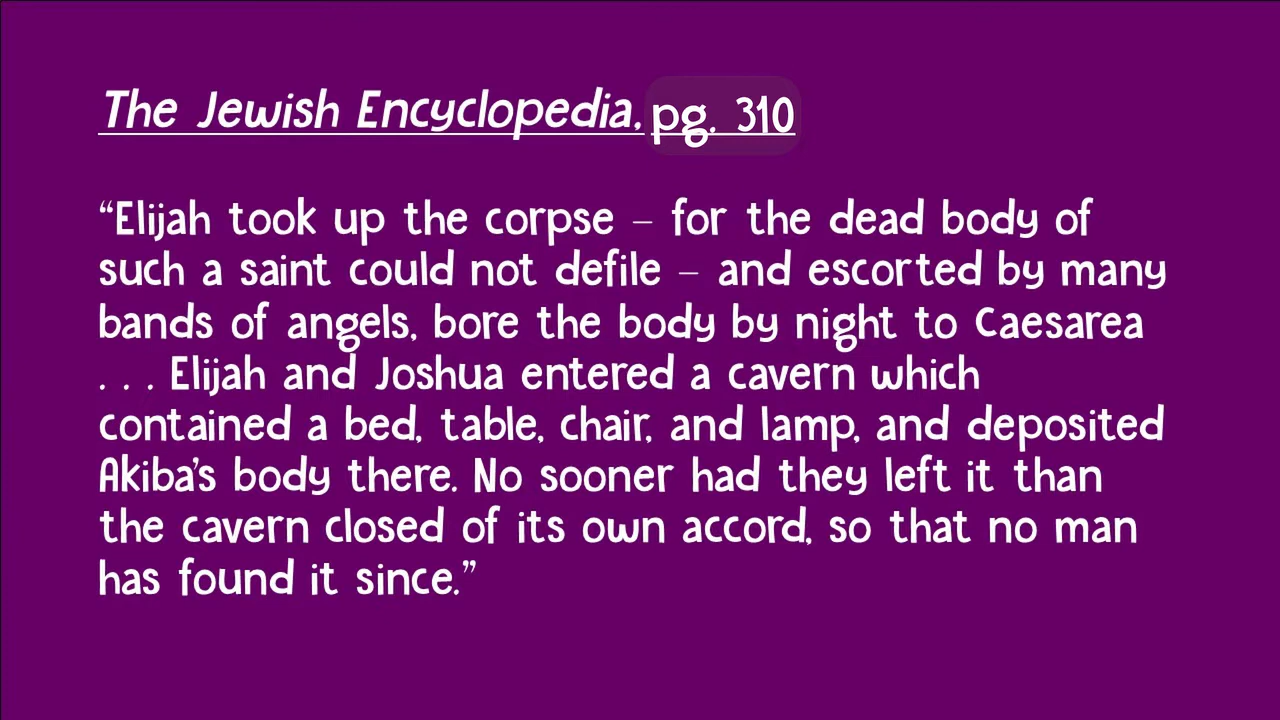 The Jewish Encyclopedia, pg. 310
“Elijah took up the corpse – for the dead body of
such a saint could not defile – and escorted by many
bands of angels, bore the body by night to Caesarea
. . . Elijah and Joshua entered a cavern which
contained a bed, table, chair, and lamp, and deposited
Akiba’s body there. No sooner had they left it than
the cavern closed of its own accord, so that no man
has found it since.”